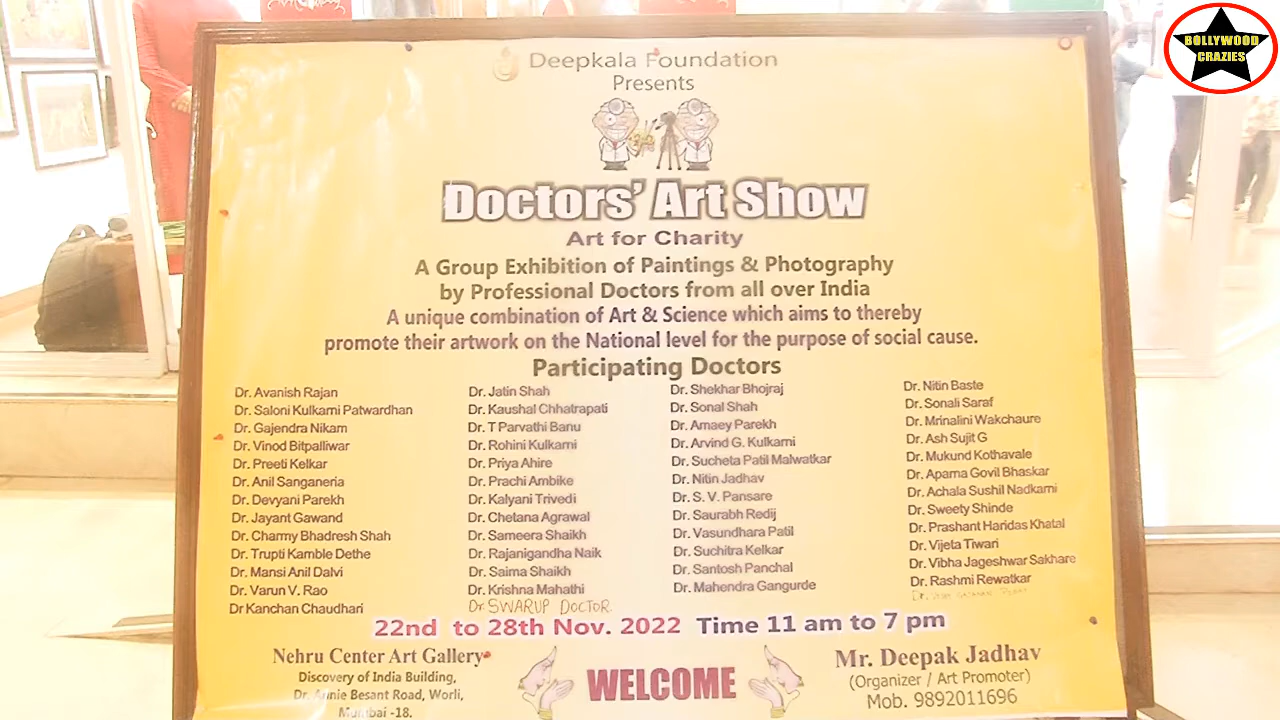 BOLLYWOOD
CRAZIES
Deepkala Foundation
Presents
Doctors' Art Show
Art for Charity
A Group Exhibition of Paintings & Photography
by Professional Doctors from all over India
A unique combination of Art & Science which aims to thereby
promote their artwork on the National level for the purpose of social cause.
Participating Doctors
Dr. Avanish Rajan
Dr. Saloni Kulkarni Patwardhan
Dr. Gajendra Nikam
Dr. Vinod Bitpalliwar
Dr. Preeti Kelkar
Dr. Anil Sanganeria
Dr. Devyani Parekh
Dr. Jayant Gawand
Dr. Charmy Bhadresh Shah
Dr. Trupti Kamble Dethe
Dr. Mansi Anil Dalvi
Dr. Varun V. Rao
Dr Kanchan Chaudhari
Dr. Jatin Shah
Dr. Kaushal Chhatrapati
Dr. T Parvathi Banu
Dr. Rohini Kulkarni
Dr. Priya Ahire
Dr. Prachi Ambike
Dr. Kalyani Trivedi
Dr. Chetana Agrawal
Dr. Sameera Shaikh
Dr. Rajanigandha Naik
Dr. Saima Shaikh
Dr. Krishna Mahathi
Dr. SWARUP DOCTOR.
Dr. Shekhar Bhojraj
Dr. Sonal Shah
Dr. Amaey Parekh
Dr. Arvind G. Kulkarni
Dr. Sucheta Patil Malwatkar
Dr. Nitin Jadhav
Dr. S. V. Pansare
Dr. Saurabh Redij
Dr. Vasundhara Patil
Dr. Suchitra Kelkar
Dr. Santosh Panchal
Dr. Mahendra Gangurde
Dr. Nitin Baste
Dr. Sonali Saraf
Dr. Mrinalini Wakchaure
Dr. Ash Sujit G
Dr. Mukund Kothavale
Dr. Aparna Govil Bhaskar
Dr. Achala Sushil Nadkarni
Dr. Sweety Shinde
Dr. Prashant Haridas Khatal
Dr. Vijeta Tiwari
Dr. Vibha Jageshwar Sakhare
Dr. Rashmi Rewatkar
Dr.
22nd to 28th Nov. 2022 Time 11 am to 7 pm
Nehru Center Art Gallery
Discovery of India Building,
Dr. Annie Besant Road, Worli,
Mumbai -18.
WELCOME
Mr. Deepak Jadhav
(Organizer / Art Promoter)
Mob. 9892011696